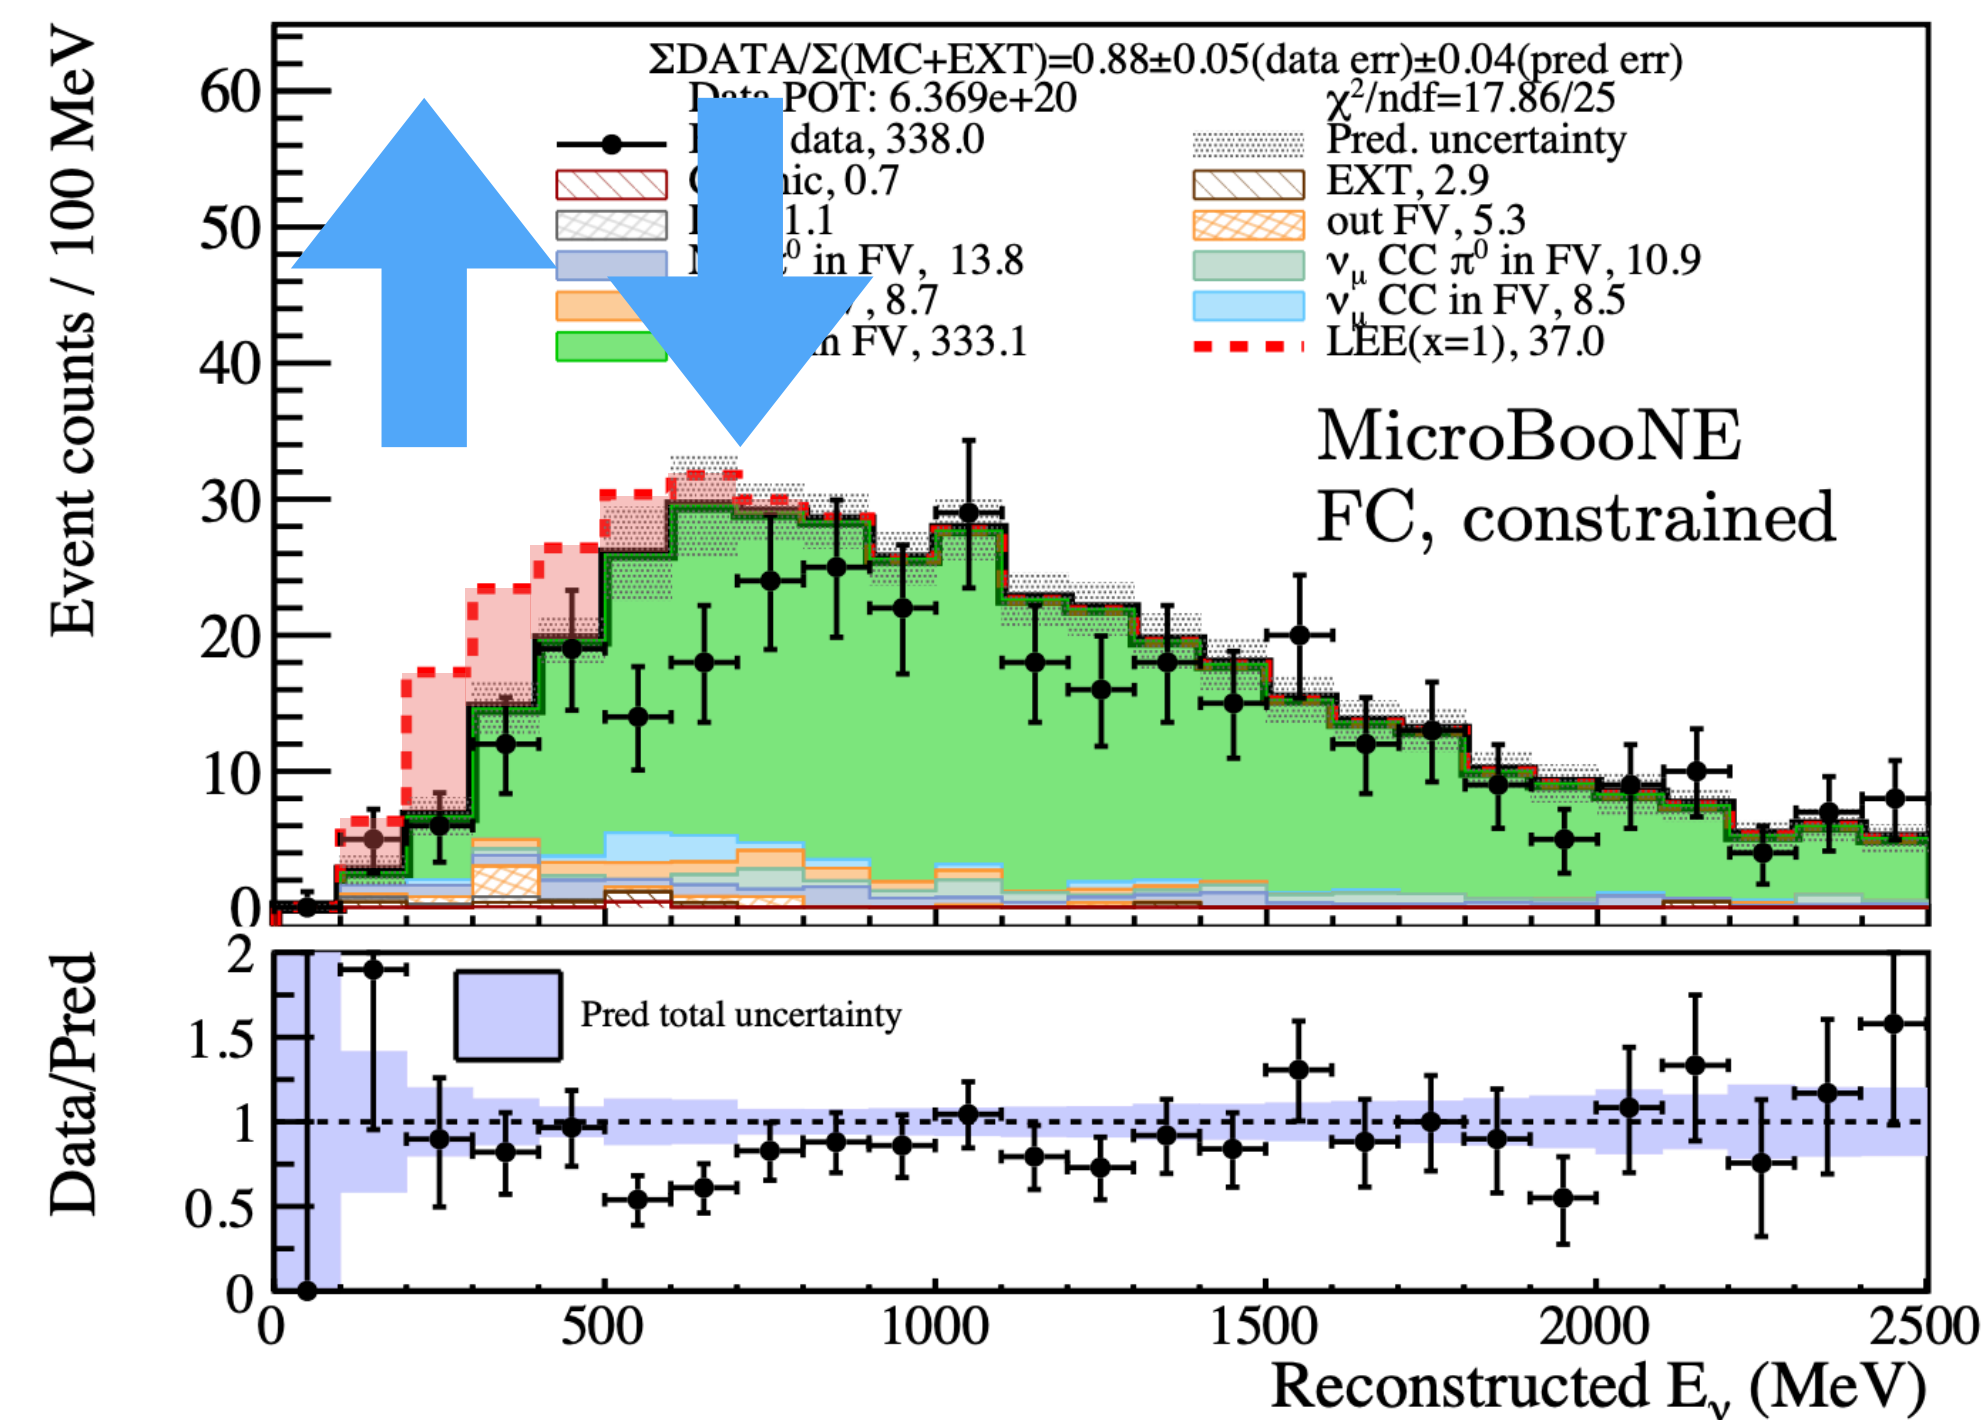 ΣDATA/Σ(MC+EXT)=0.88±0.05(data err)±0.04(pred err)
Data POT: 6.369e+20
χ²/ndf=17.86/25
data, 338.0
Pred. uncertainty
0.7
EXT, 2.9
1.1
out FV, 5.3
in FV, 13.8
ν_μ CC π⁰ in FV, 10.9
, 8.7
ν_μ CC in FV, 8.5
in FV, 333.1
LEE(x=1), 37.0
MicroBooNE
FC, constrained
Event counts / 100 MeV
60
50
40
30
20
10
0
Data/Pred
2
1.5
1
0.5
0
Pred total uncertainty
0 500 1000 1500 2000 2500
Reconstructed E_ν (MeV)